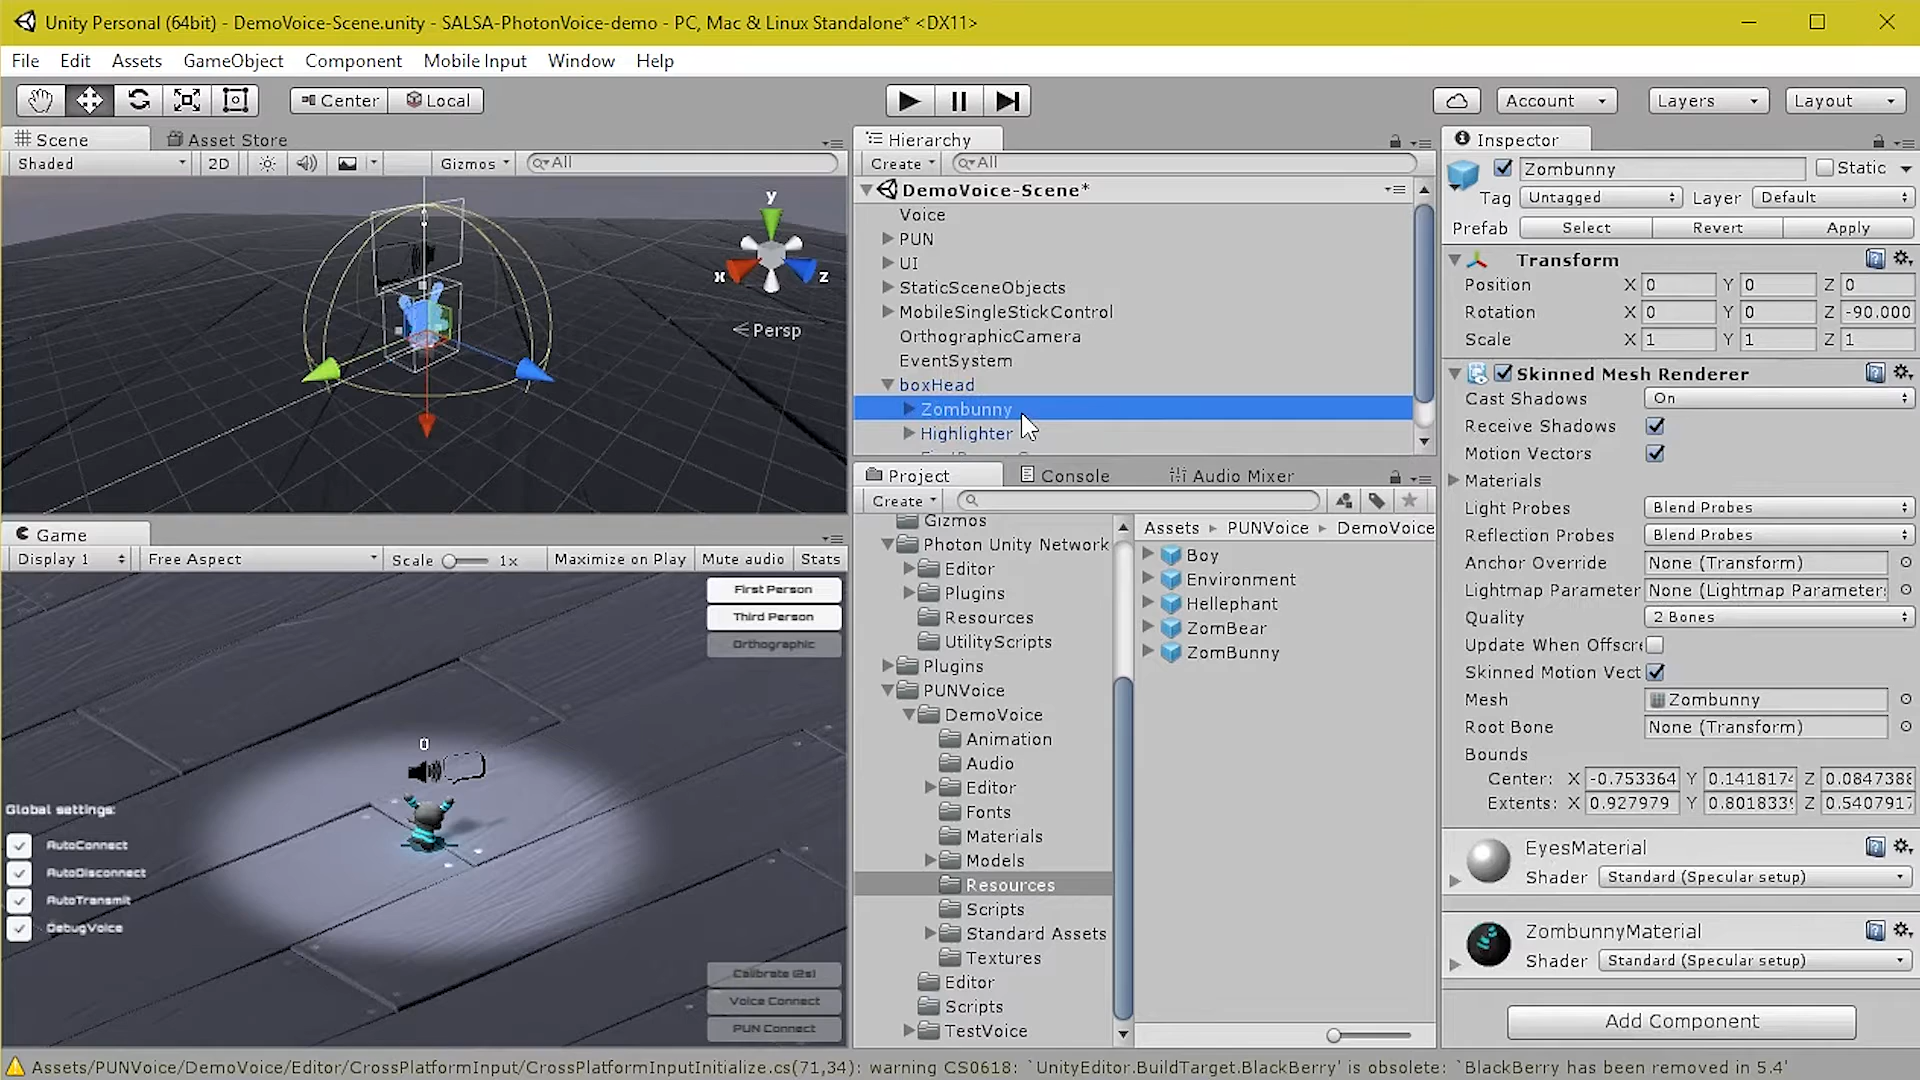 Unity Personal (64bit) - DemoVoice-Scene.unity - SALSA-PhotonVoice-demo - PC, Mac & Linux Standalone* <DX11>
File Edit Assets GameObject Component Mobile Input Window Help
Center Local Account Layers Layout
Scene Asset Store
Shaded 2D Gizmos All
y
x
z
Persp
Game
Display 1 Free Aspect Scale 1x Maximize on Play Mute audio Stats
First Person
Third Person
Orthographic
0
Global settings:
AutoConnect
AutoDisconnect
AutoTransmit
DebugVoice
Calibrate (2s)
Voice Connect
PUN Connect
Hierarchy
Create All
DemoVoice-Scene*
Voice
PUN
UI
StaticSceneObjects
MobileSingleStickControl
OrthographicCamera
EventSystem
boxHead
Zombunny
Highlighter
Project Console Audio Mixer
Create
Gizmos
Photon Unity Network
Editor
Plugins
Resources
UtilityScripts
Plugins
PUNVoice
DemoVoice
Animation
Audio
Editor
Fonts
Materials
Models
Resources
Scripts
Standard Assets
Textures
Editor
Scripts
TestVoice
Assets PUNVoice DemoVoice
Boy
Environment
Hellephant
ZomBear
ZomBunny
Inspector
Zombunny Static
Tag Untagged Layer Default
Prefab Select Revert Apply
Transform
Position X 0 Y 0 Z 0
Rotation X 0 Y 0 Z -90.000
Scale X 1 Y 1 Z 1
Skinned Mesh Renderer
Cast Shadows On
Receive Shadows
Motion Vectors
Materials
Light Probes Blend Probes
Reflection Probes Blend Probes
Anchor Override None (Transform)
Lightmap Parameter None (Lightmap Parameters
Quality 2 Bones
Update When Offscre
Skinned Motion Vect
Mesh Zombunny
Root Bone None (Transform)
Bounds
Center: X -0.753364 Y 0.1418174 Z 0.0847388
Extents: X 0.927979 Y 0.8018339 Z 0.5407917
EyesMaterial
Shader Standard (Specular setup)
ZombunnyMaterial
Shader Standard (Specular setup)
Add Component
Assets/PUNVoice/DemoVoice/Editor/CrossPlatformInput/CrossPlatformInputInitialize.cs(71,34): warning CS0618: `UnityEditor.BuildTarget.BlackBerry' is obsolete: `BlackBerry has been removed in 5.4'